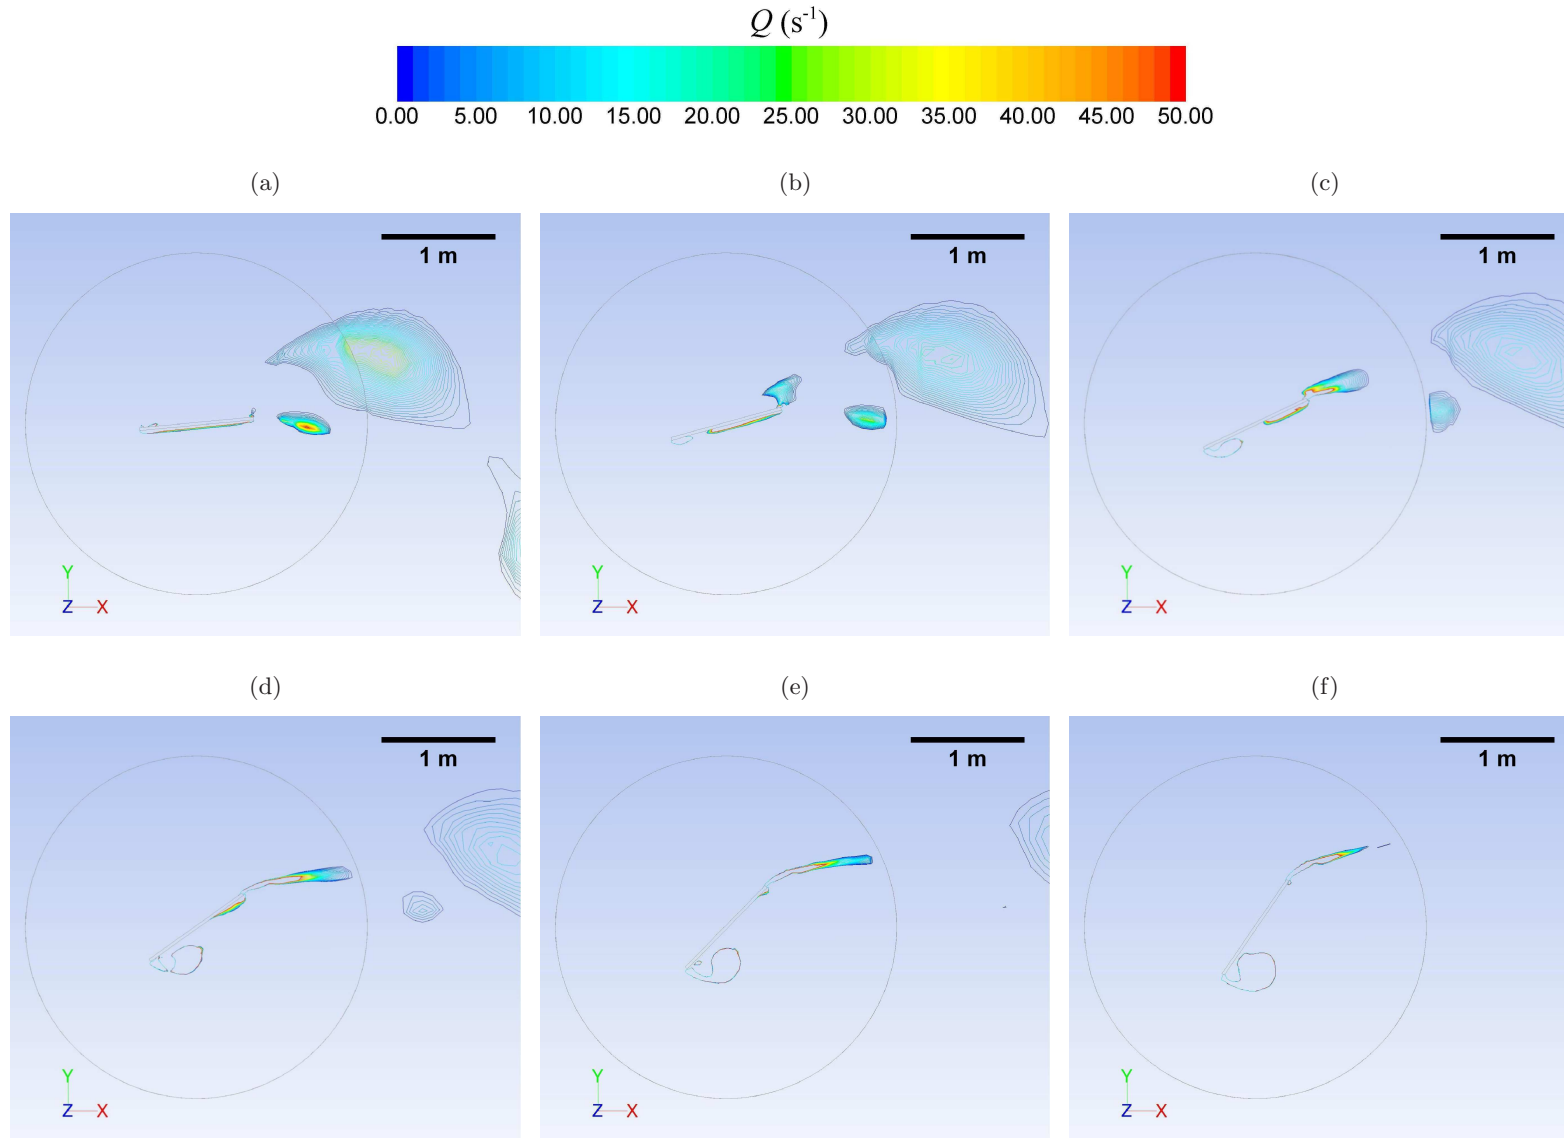 Q (s⁻¹)
0.00 5.00 10.00 15.00 20.00 25.00 30.00 35.00 40.00 45.00 50.00
(a) (b) (c)
1 m 1 m 1 m
Y Y Y
Z X Z X Z X
(d) (e) (f)
1 m 1 m 1 m
Y Y Y
Z X Z X Z X